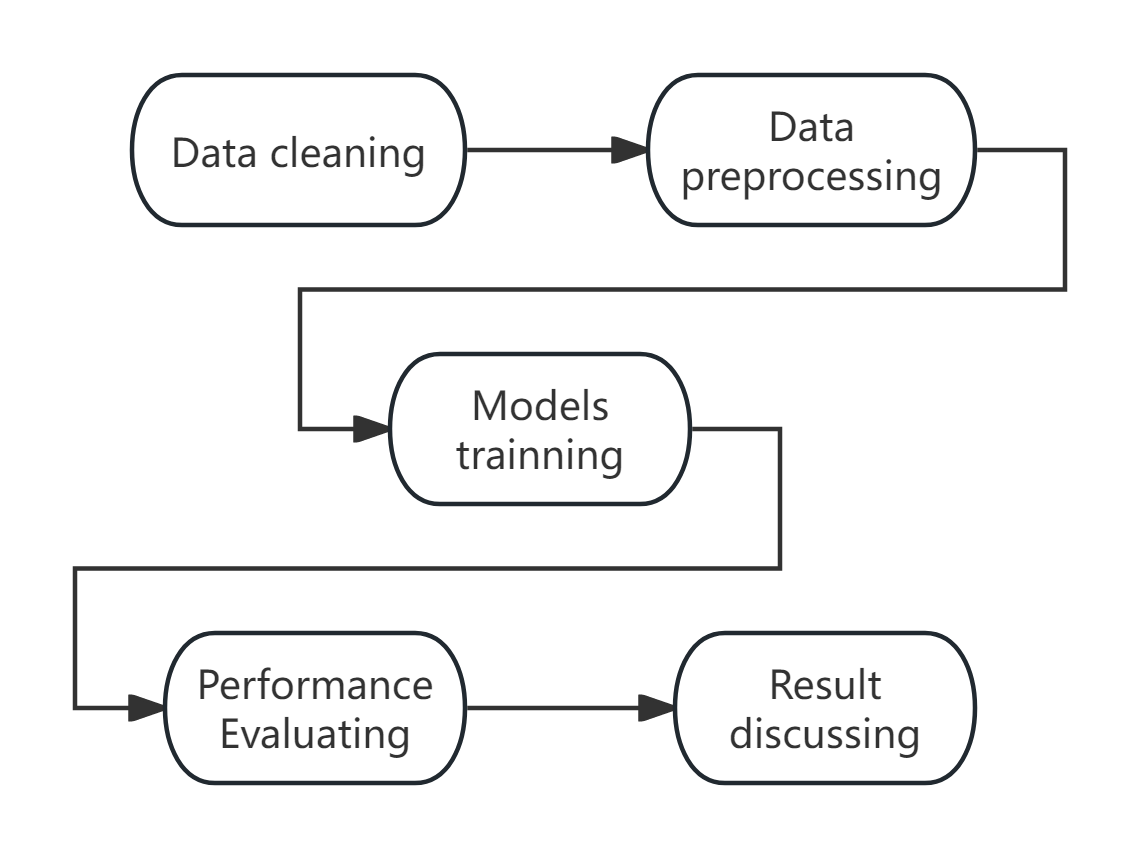 Data cleaning
Data
preprocessing
Models
trainning
Performance
Evaluating
Result
discussing